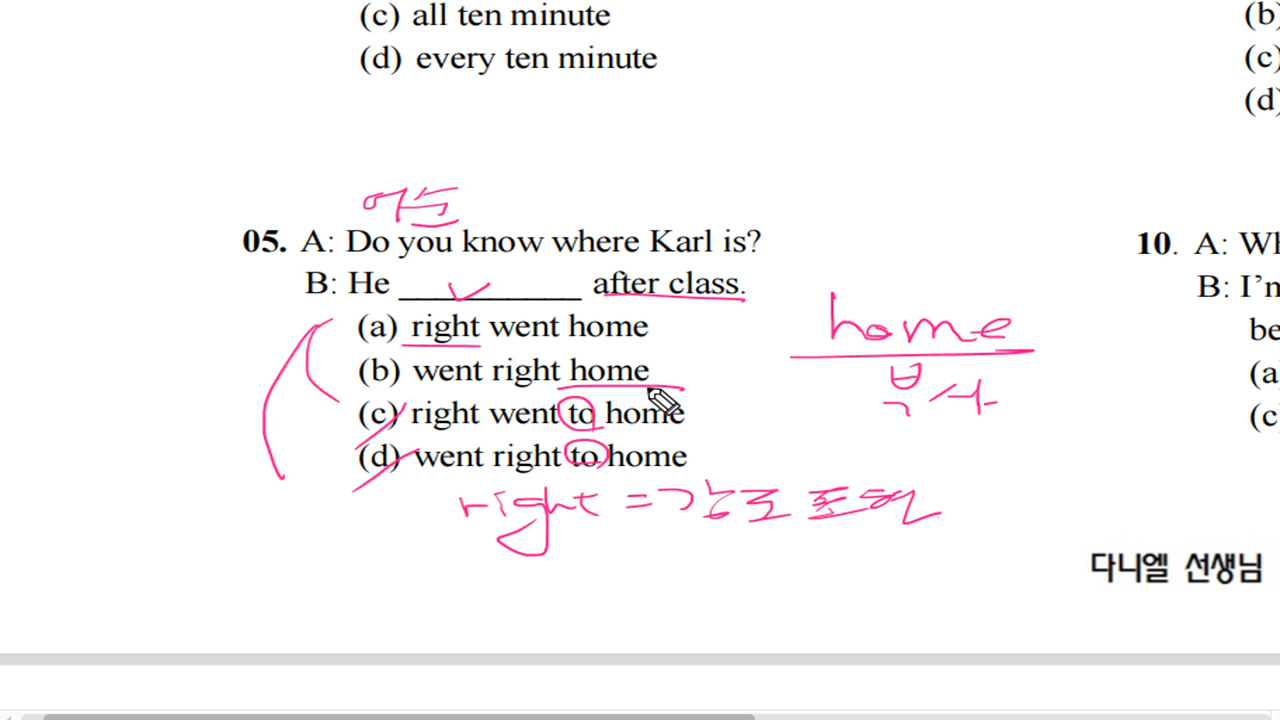 (c) all ten minute
(d) every ten minute
어순
05. A: Do you know where Karl is?
B: He __________ after class.
(a) right went home
(b) went right home
(c) right went to home
(d) went right to home
right = 강조 표현
home
부사
(b)
(c)
(d)
10. A: Wh
B: I'm
be
(a
(c
다니엘 선생님